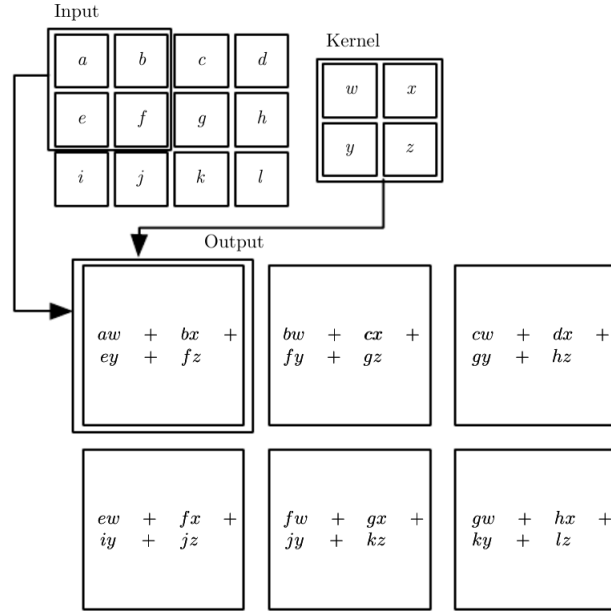 Input
a b c d
e f g h
i j k l
Kernel
w x
y z
Output
aw + bx +
ey + fz
bw + cx +
fy + gz
cw + dx +
gy + hz
ew + fx +
iy + jz
fw + gx +
jy + kz
gw + hx +
ky + lz